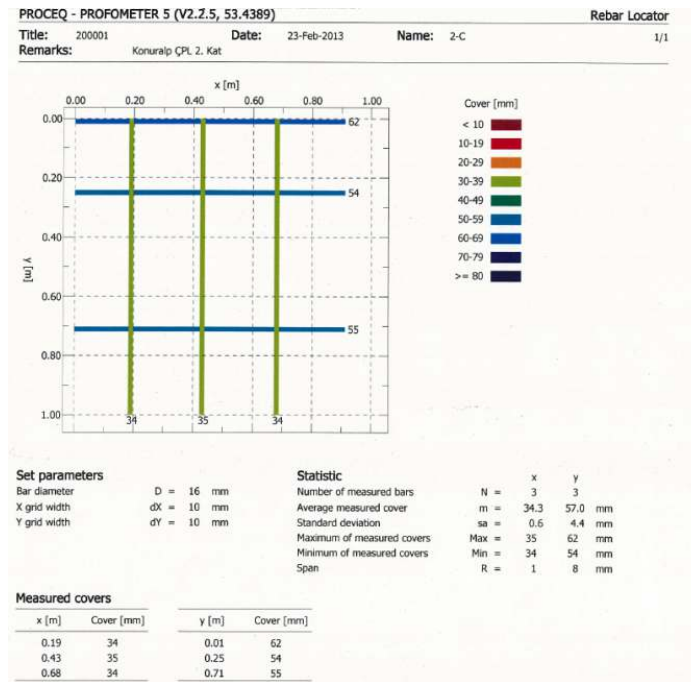 PROCEQ - PROFOMETER 5 (V2.2.5, 53.4389) Rebar Locator
Title: 200001 Date: 23-Feb-2013 Name: 2-C 1/1
Remarks: Konuralp ÇPL 2. Kat
x [m]
0.00 0.20 0.40 0.60 0.80 1.00
0.00
0.20
0.40
0.60
0.80
1.00
y [m]
62
54
55
34 35 34
Cover [mm]
< 10
10-19
20-29
30-39
40-49
50-59
60-69
70-79
>= 80
Set parameters
Bar diameter D = 16 mm
X grid width dX = 10 mm
Y grid width dY = 10 mm
Statistic x y
Number of measured bars N = 3 3
Average measured cover m = 34.3 57.0 mm
Standard deviation sa = 0.6 4.4 mm
Maximum of measured covers Max = 35 62 mm
Minimum of measured covers Min = 34 54 mm
Span R = 1 8 mm
Measured covers
x [m] Cover [mm] y [m] Cover [mm]
0.19 34 0.01 62
0.43 35 0.25 54
0.68 34 0.71 55